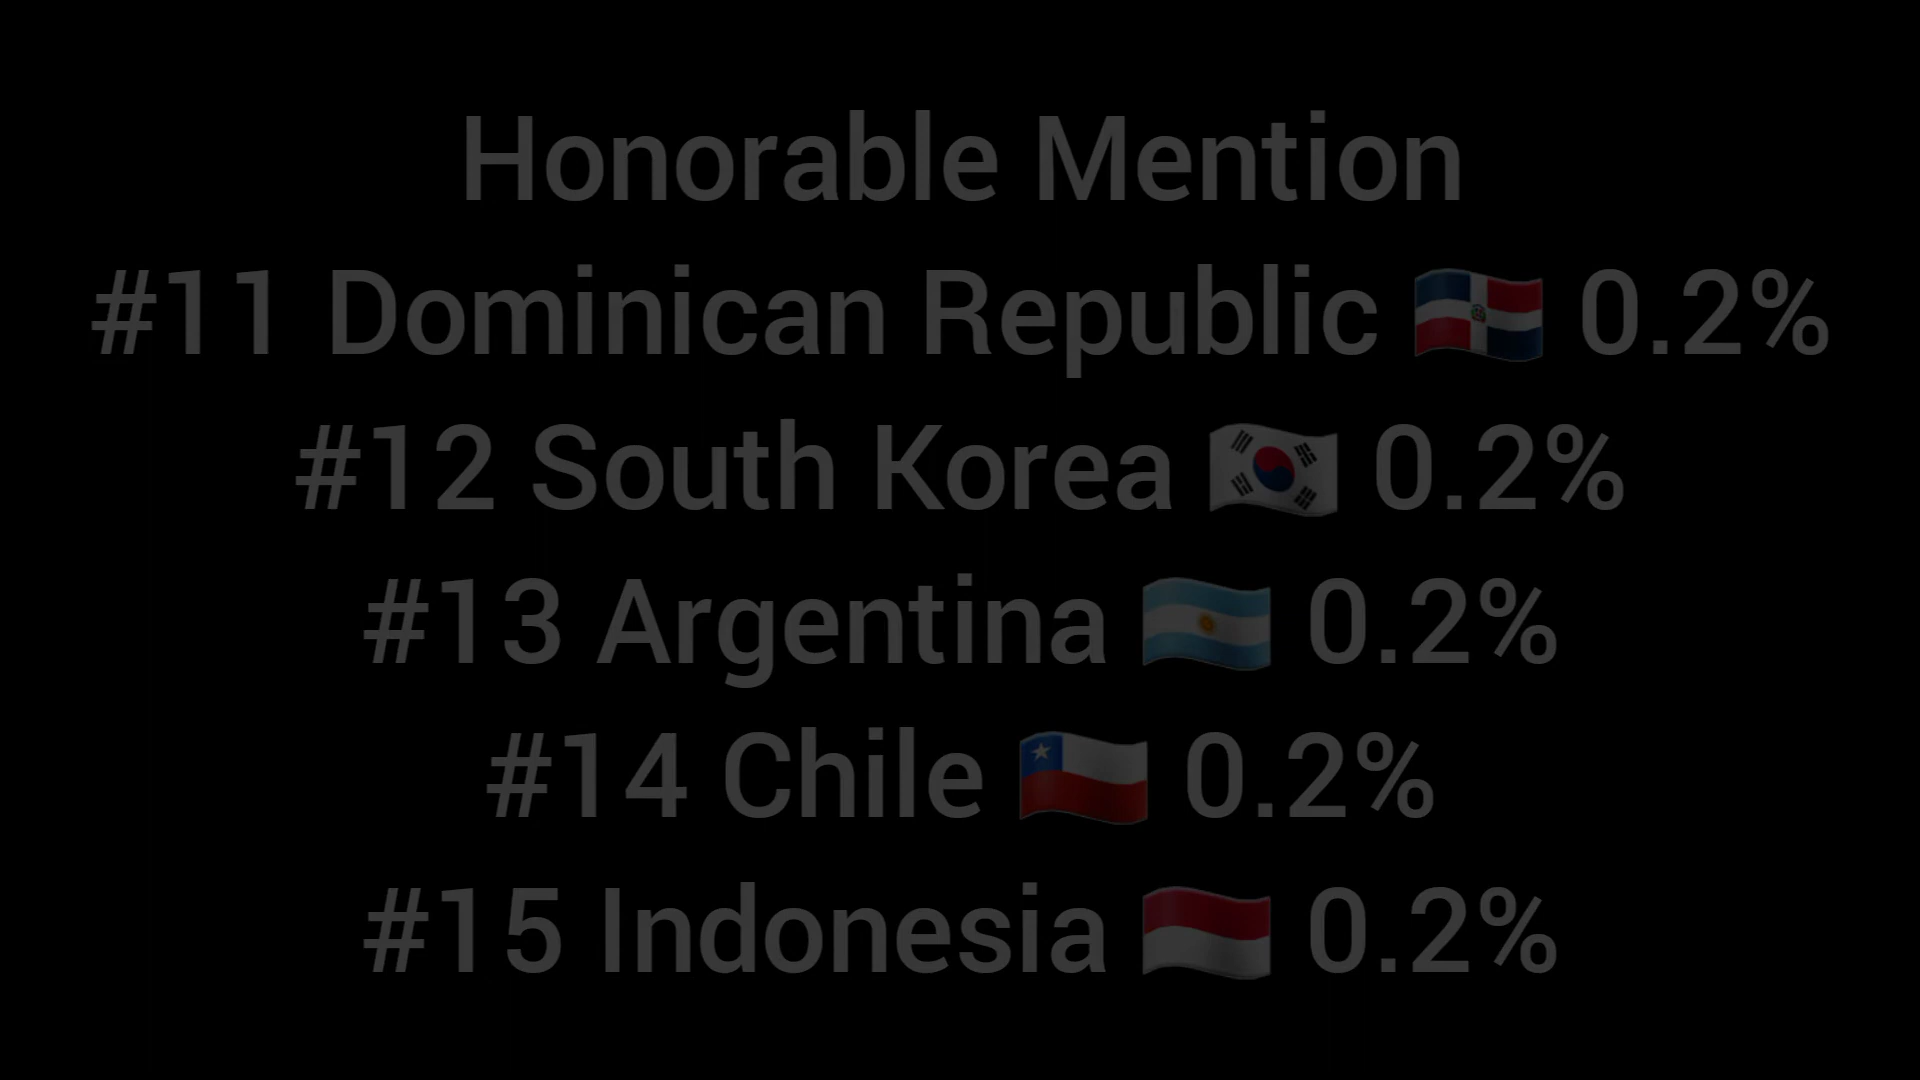 Honorable Mention
#11 Dominican Republic 🇩🇴 0.2%
#12 South Korea 🇰🇷 0.2%
#13 Argentina 🇦🇷 0.2%
#14 Chile 🇨🇱 0.2%
#15 Indonesia 🇮🇩 0.2%